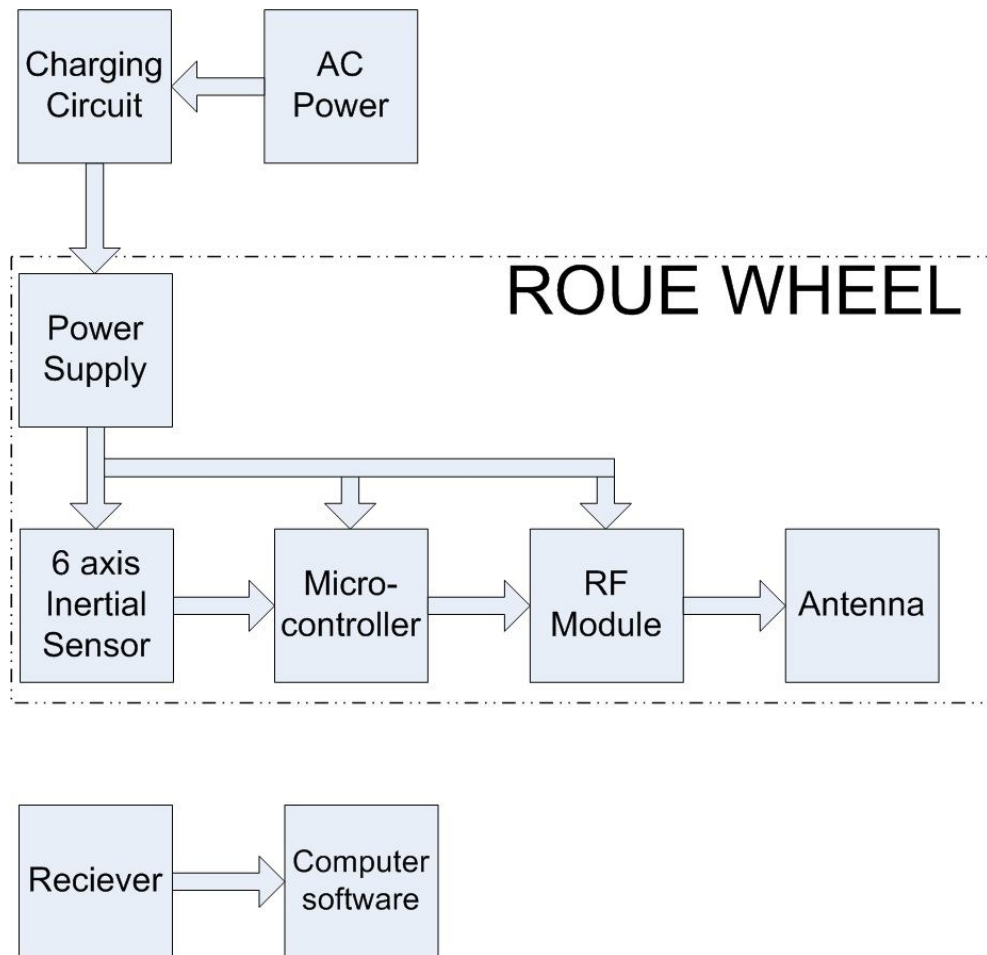 Charging
Circuit
AC
Power
ROUE WHEEL
Power
Supply
6 axis
Inertial
Sensor
Micro-
controller
RF
Module
Antenna
Reciever
Computer
software